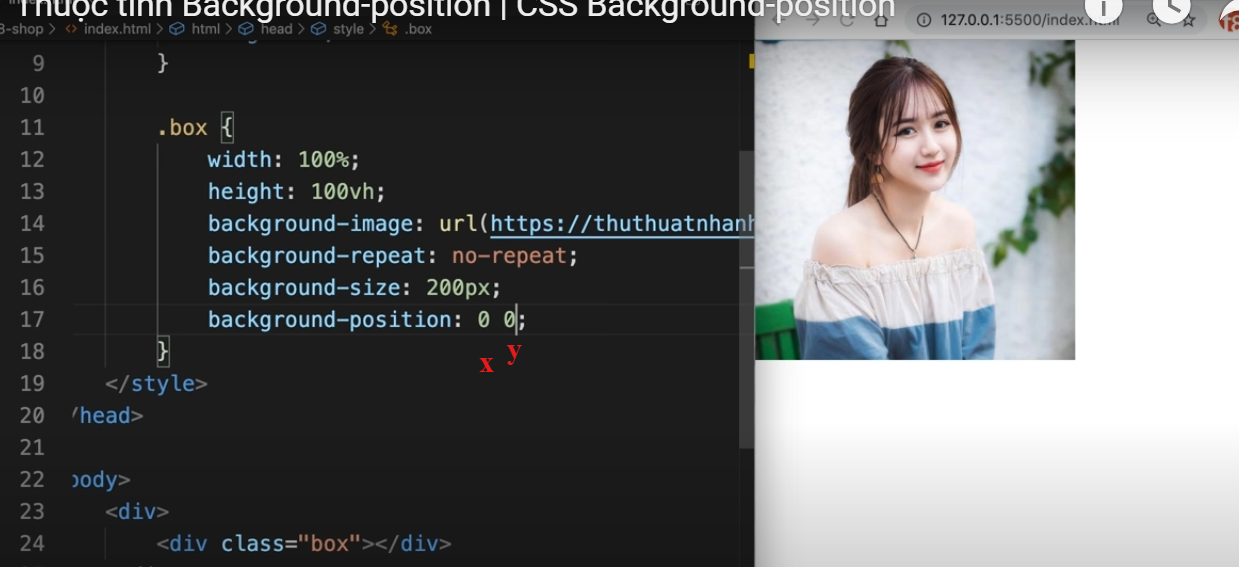 Thuộc tính Background-position | CSS Background-position
3-shop > index.html > html > head > style > .box
127.0.0.1:5500/index.html
9 }
10
11 .box {
12 width: 100%;
13 height: 100vh;
14 background-image: url(https://thuthuatnhanh
15 background-repeat: no-repeat;
16 background-size: 200px;
17 background-position: 0 0;
x y
18 }
19 </style>
20 /head>
21
22 body>
23 <div>
24 <div class="box"></div>